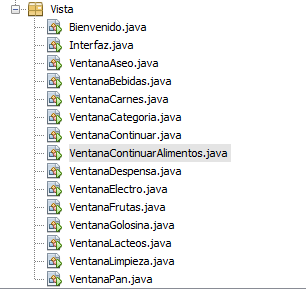 Vista
Bienvenido.java
Interfaz.java
VentanaAseo.java
VentanaBebidas.java
VentanaCarnes.java
VentanaCategoria.java
VentanaContinuar.java
VentanaContinuarAlimentos.java
VentanaDespensa.java
VentanaElectro.java
VentanaFrutas.java
VentanaGolosina.java
VentanaLacteos.java
VentanaLimpieza.java
VentanaPan.java